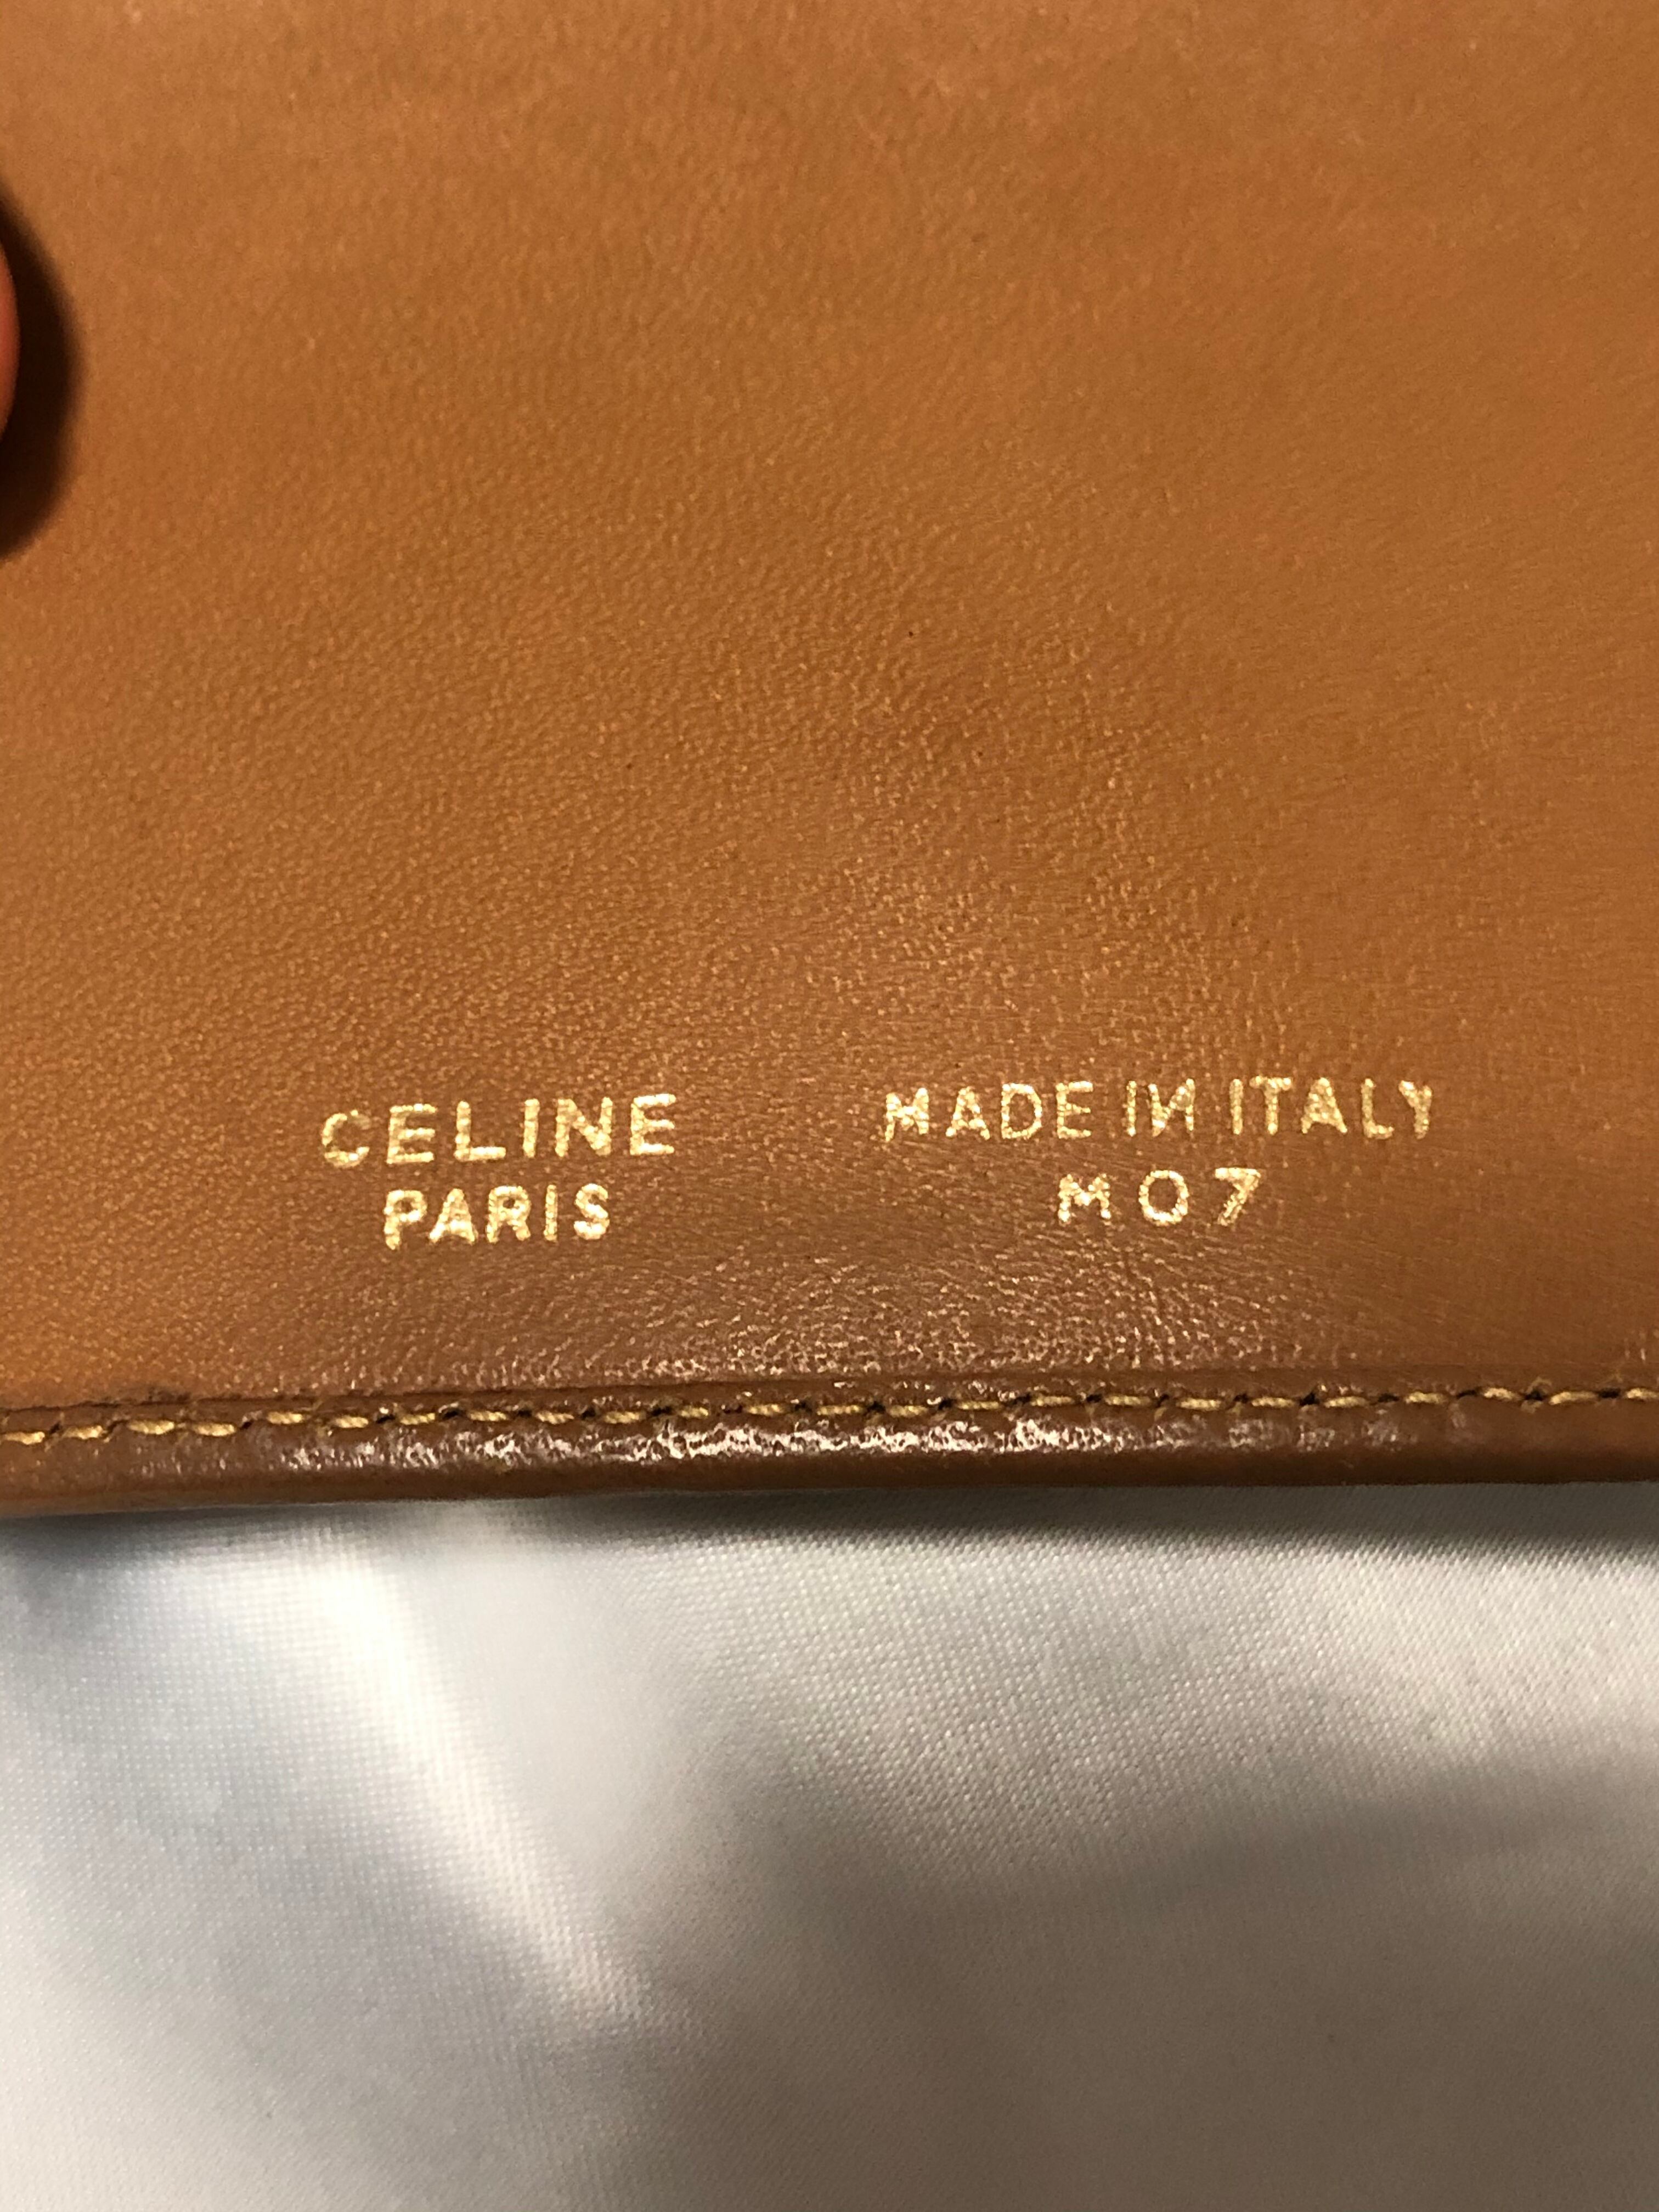 CELINE
PARIS
MADE IN ITALY
M07